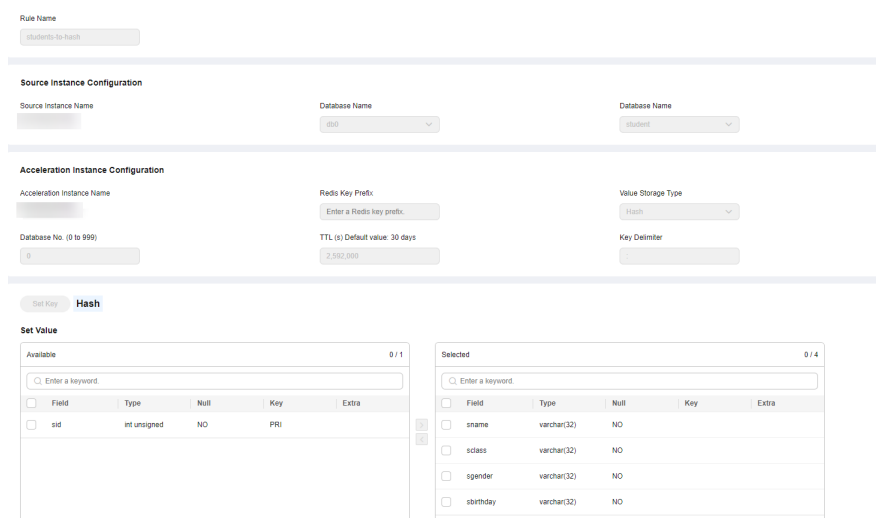 Rule Name
students-to-hash
Source Instance Configuration
Source Instance Name Database Name Database Name
db0 student
Acceleration Instance Configuration
Acceleration Instance Name Redis Key Prefix Value Storage Type
Enter a Redis key prefix. Hash
Database No. (0 to 999) TTL (s) Default value: 30 days Key Delimiter
0 2,592,000 :
Set Key Hash
Set Value
Available 0 / 1 Selected 0 / 4
Enter a keyword. Enter a keyword.
Field Type Null Key Extra Field Type Null Key Extra
sid int unsigned NO PRI sname varchar(32) NO
sclass varchar(32) NO
sgender varchar(32) NO
sbirthday varchar(32) NO